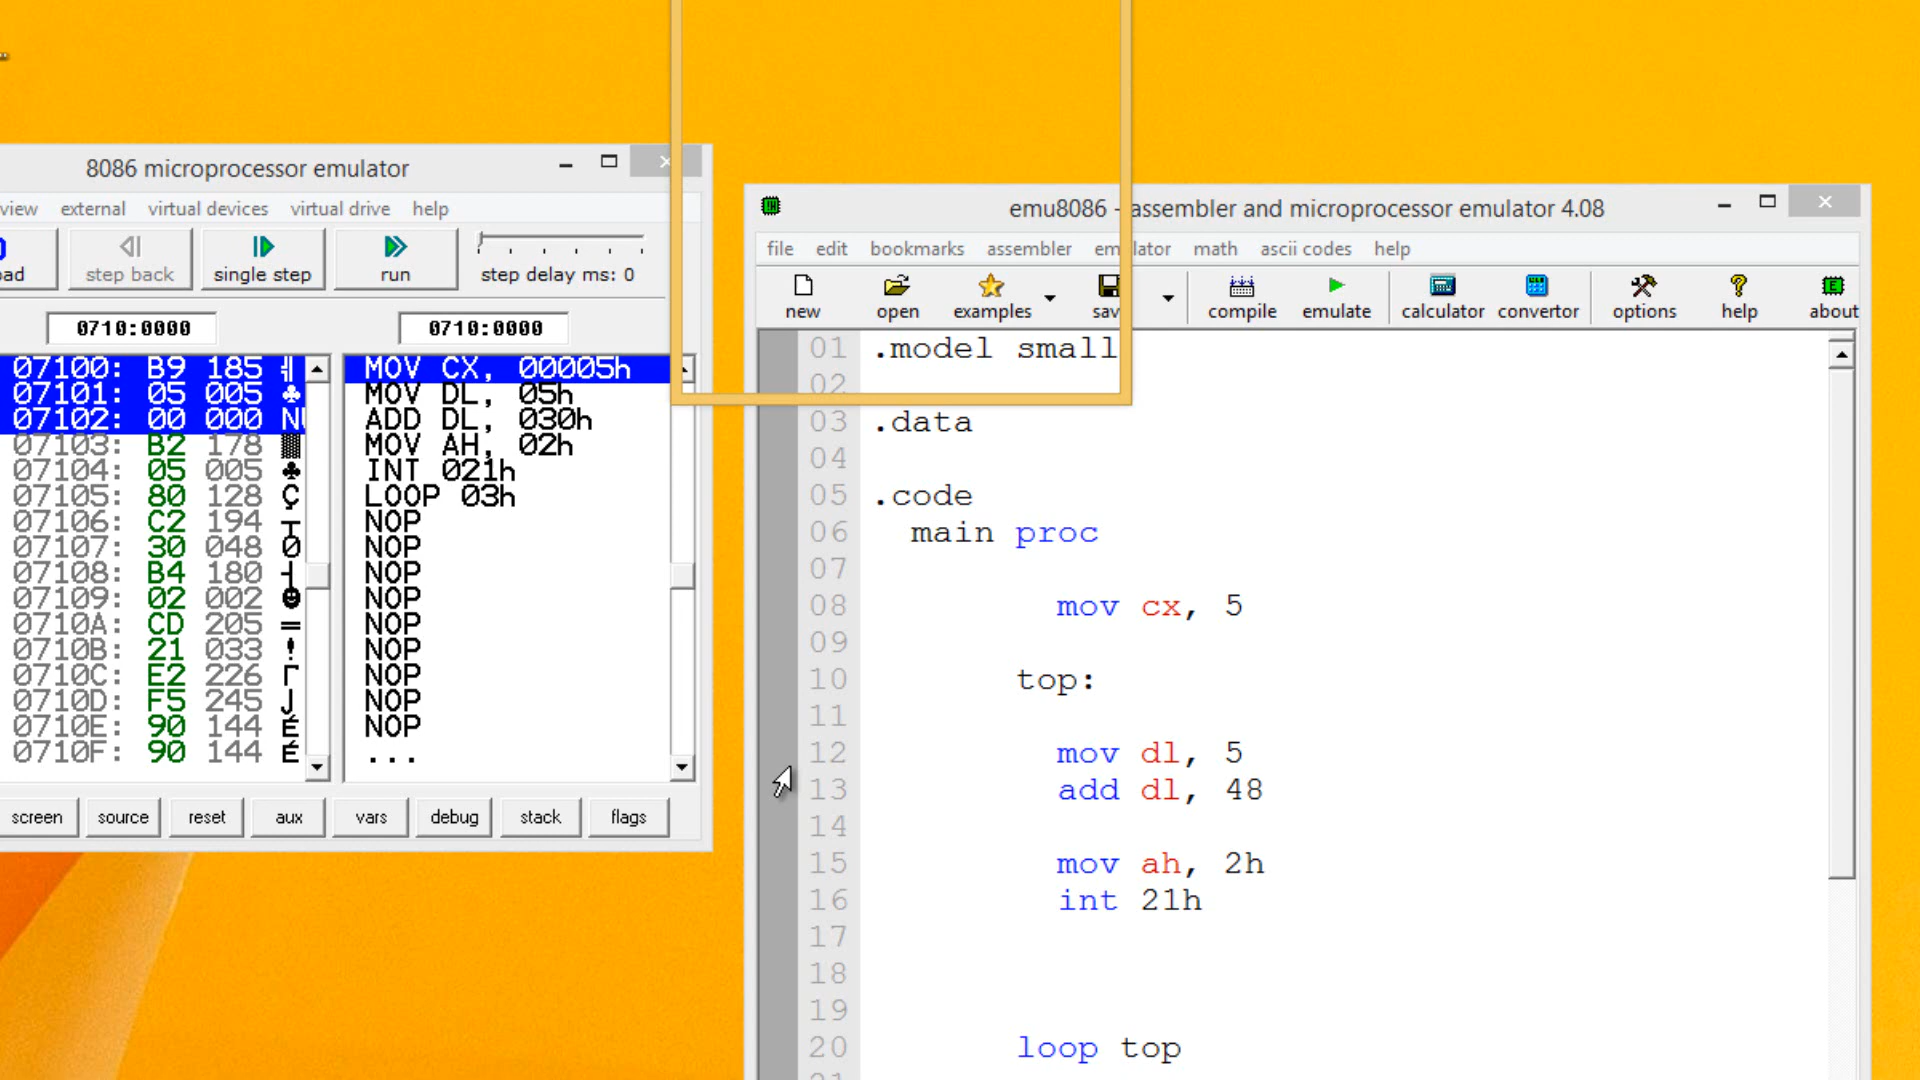 8086 microprocessor emulator
view external virtual devices virtual drive help
step back single step run step delay ms: 0
0710:0000 0710:0000
07100: B9 185 ╣
07101: 05 005 ♣
07102: 00 000
07103: B2 178 ▓
07104: 05 005 ♣
07105: 80 128 Ç
07106: C2 194 ┬
07107: 30 048 0
07108: B4 180 ┤
07109: 02 002 ☻
0710A: CD 205 =
0710B: 21 033 !
0710C: E2 226 Γ
0710D: F5 245 J
0710E: 90 144 É
0710F: 90 144 É
MOV CX, 00005h
MOV DL, 05h
ADD DL, 030h
MOV AH, 02h
INT 021h
LOOP 03h
NOP
NOP
NOP
NOP
NOP
NOP
NOP
NOP
NOP
...
screen source reset aux vars debug stack flags
emu8086 - assembler and microprocessor emulator 4.08
file edit bookmarks assembler emulator math ascii codes help
new open examples save compile emulate calculator convertor options help about
01 .model small
02
03 .data
04
05 .code
06 main proc
07
08 mov cx, 5
09
10 top:
11
12 mov dl, 5
13 add dl, 48
14
15 mov ah, 2h
16 int 21h
17
18
19
20 loop top